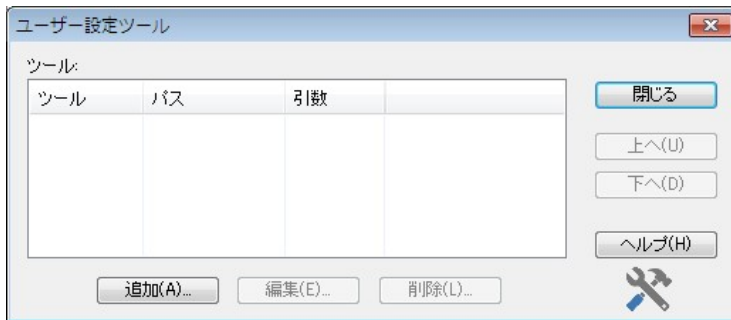 ユーザー設定ツール
ツール:
ツール パス 引数
閉じる
上へ(U)
下へ(D)
ヘルプ(H)
追加(A)... 編集(E)... 削除(L)...